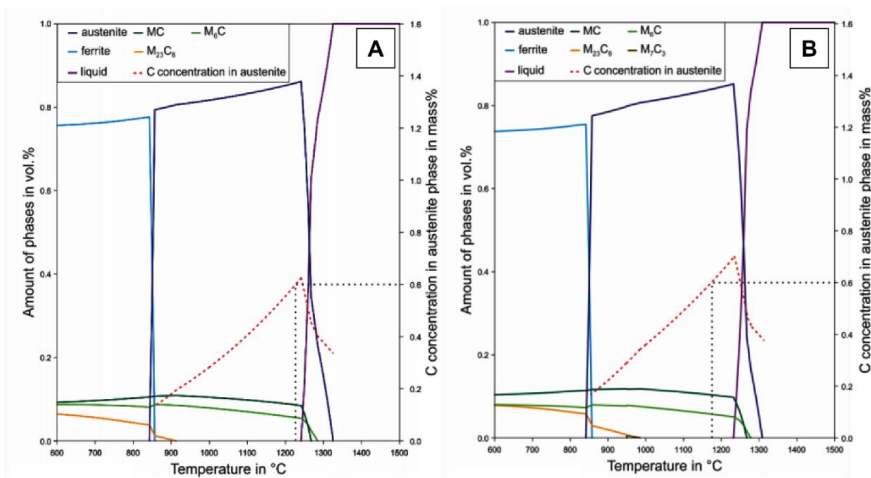 austenite MC M₆C
ferrite M₂₃C₆
liquid C concentration in austenite
A
Amount of phases in vol.%
1.0
0.8
0.6
0.4
0.2
0.0
600 700 800 900 1000 1100 1200 1300 1400 1500
Temperature in °C
1.6
1.4
1.2
1.0
0.8
0.6
0.4
0.2
0.0
C concentration in austenite phase in mass%
austenite MC M₆C
ferrite M₂₃C₆ M₇C₃
liquid C concentration in austenite
B
Amount of phases in vol.%
1.0
0.8
0.6
0.4
0.2
0.0
600 700 800 900 1000 1100 1200 1300 1400 1500
Temperature in °C
1.6
1.4
1.2
1.0
0.8
0.6
0.4
0.2
0.0
C concentration in austenite phase in mass%